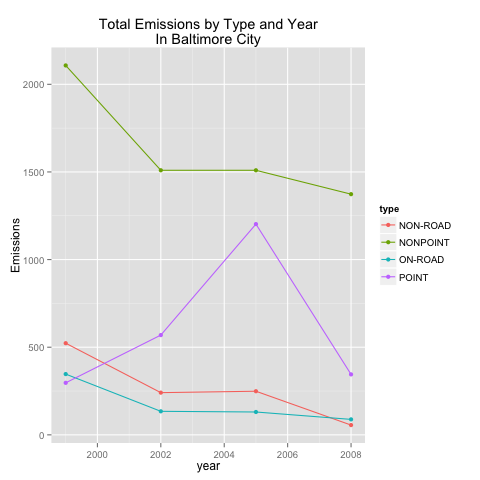 Total Emissions by Type and Year
In Baltimore City
2000
1500
1000
500
0
Emissions
2000
2002
2004
2006
2008
year
type
NON-ROAD
NONPOINT
ON-ROAD
POINT